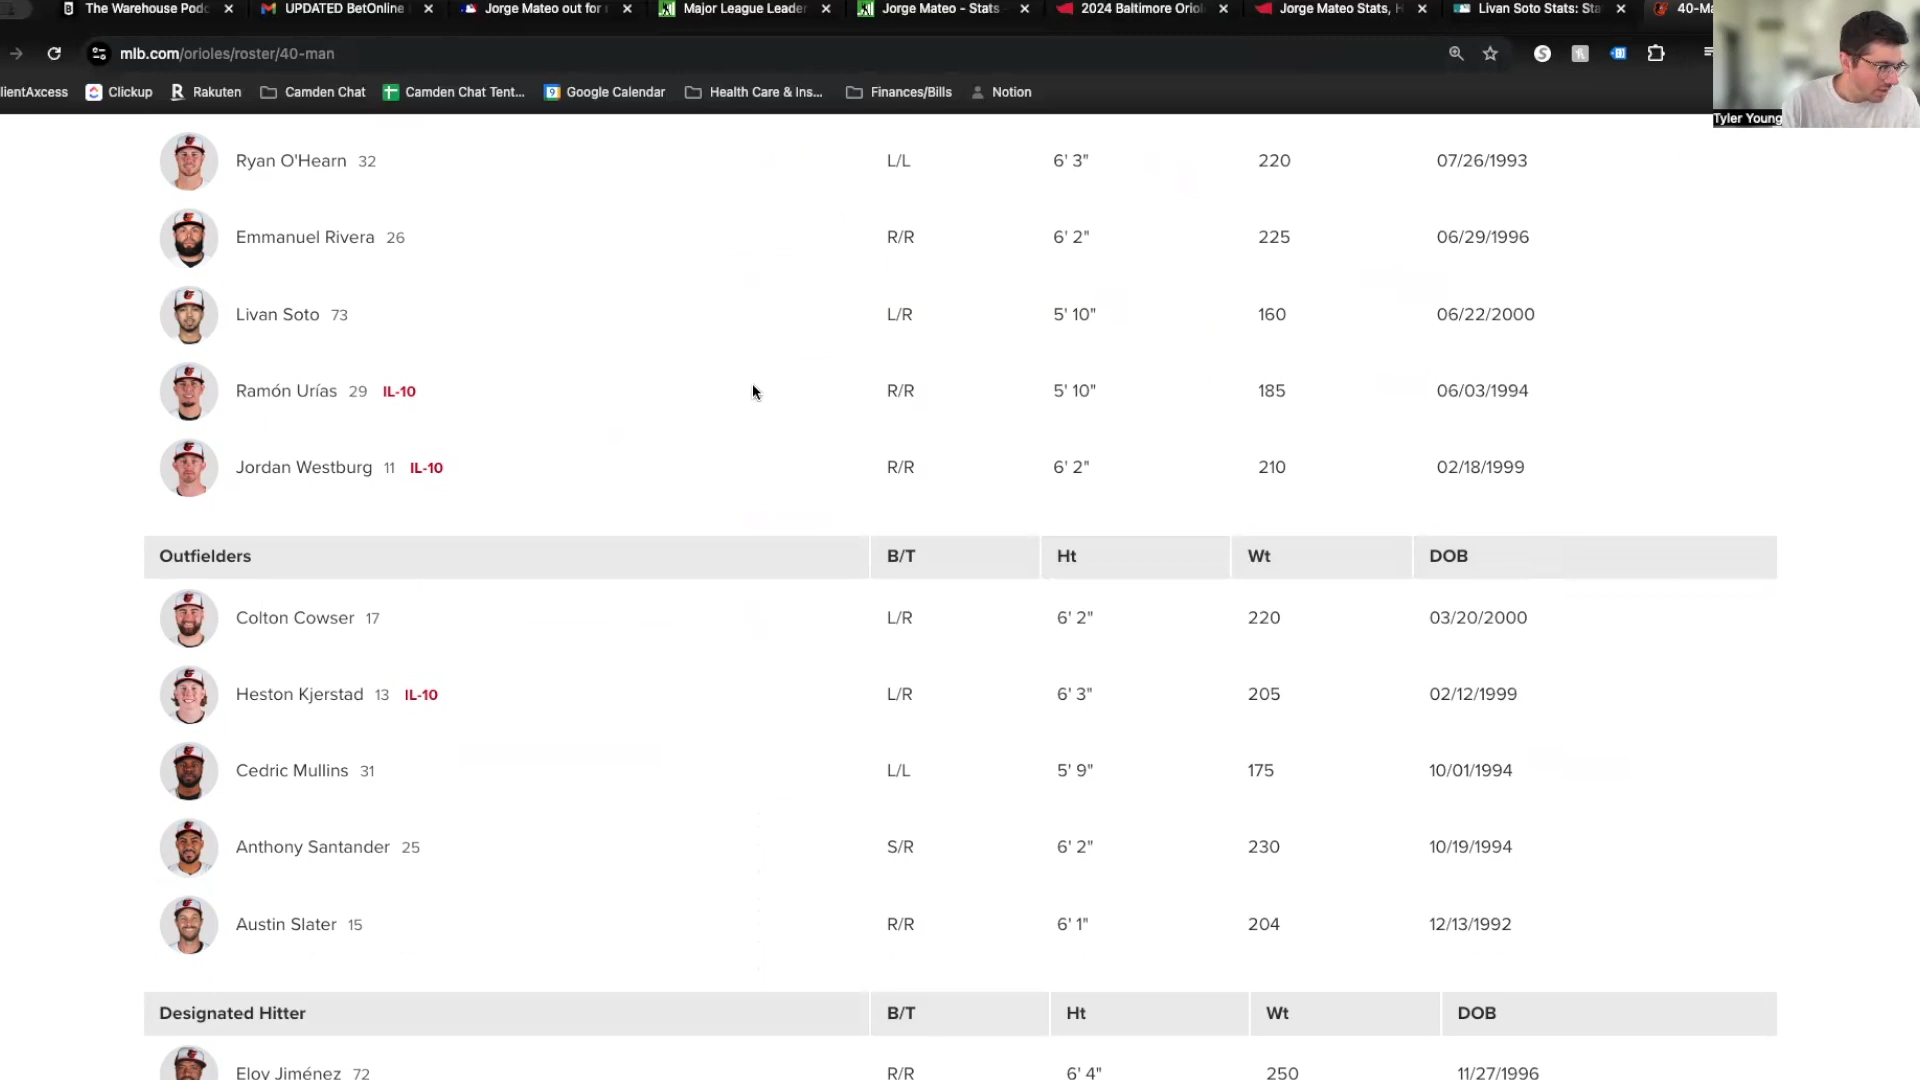 The Warehouse Podc
UPDATED BetOnline
Jorge Mateo out for
Major League Leader
Jorge Mateo - Stats
2024 Baltimore Oriol
Jorge Mateo Stats, H
Livan Soto Stats: Sta
40-Ma
mlb.com/orioles/roster/40-man
lientAxcess Clickup Rakuten Camden Chat Camden Chat Tent... Google Calendar Health Care & Ins... Finances/Bills Notion
Tyler Young
Ryan O'Hearn 32 L/L 6' 3" 220 07/26/1993
Emmanuel Rivera 26 R/R 6' 2" 225 06/29/1996
Livan Soto 73 L/R 5' 10" 160 06/22/2000
Ramón Urías 29 IL-10 R/R 5' 10" 185 06/03/1994
Jordan Westburg 11 IL-10 R/R 6' 2" 210 02/18/1999
Outfielders B/T Ht Wt DOB
Colton Cowser 17 L/R 6' 2" 220 03/20/2000
Heston Kjerstad 13 IL-10 L/R 6' 3" 205 02/12/1999
Cedric Mullins 31 L/L 5' 9" 175 10/01/1994
Anthony Santander 25 S/R 6' 2" 230 10/19/1994
Austin Slater 15 R/R 6' 1" 204 12/13/1992
Designated Hitter B/T Ht Wt DOB
Eloy Jiménez 72 R/R 6' 4" 250 11/27/1996